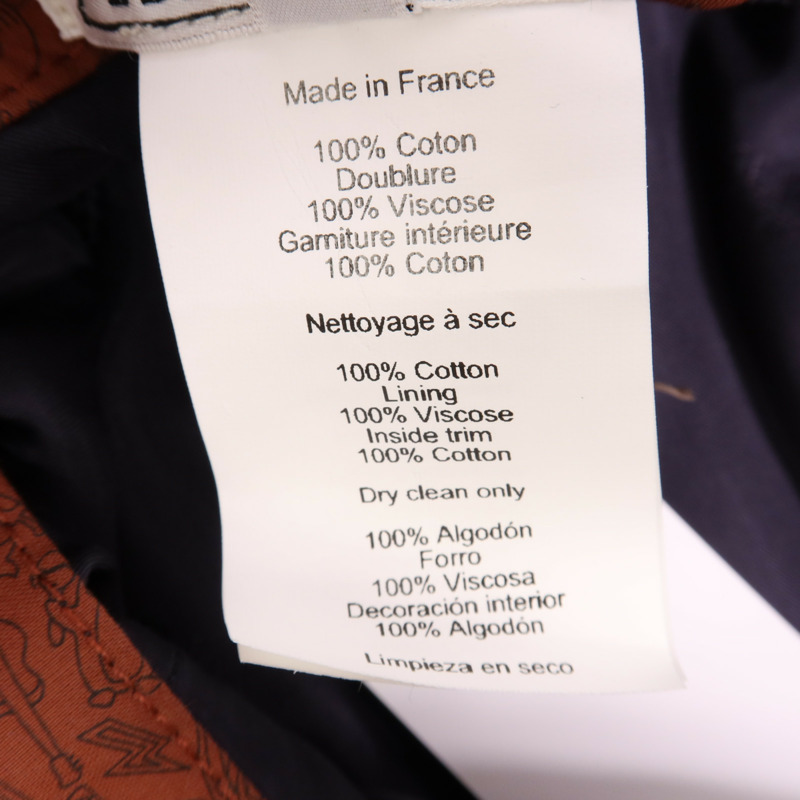 Made in France
100% Coton
Doublure
100% Viscose
Garniture intérieure
100% Coton
Nettoyage à sec
100% Cotton
Lining
100% Viscose
Inside trim
100% Cotton
Dry clean only
100% Algodón
Forro
100% Viscosa
Decoración interior
100% Algodón
Limpieza en seco